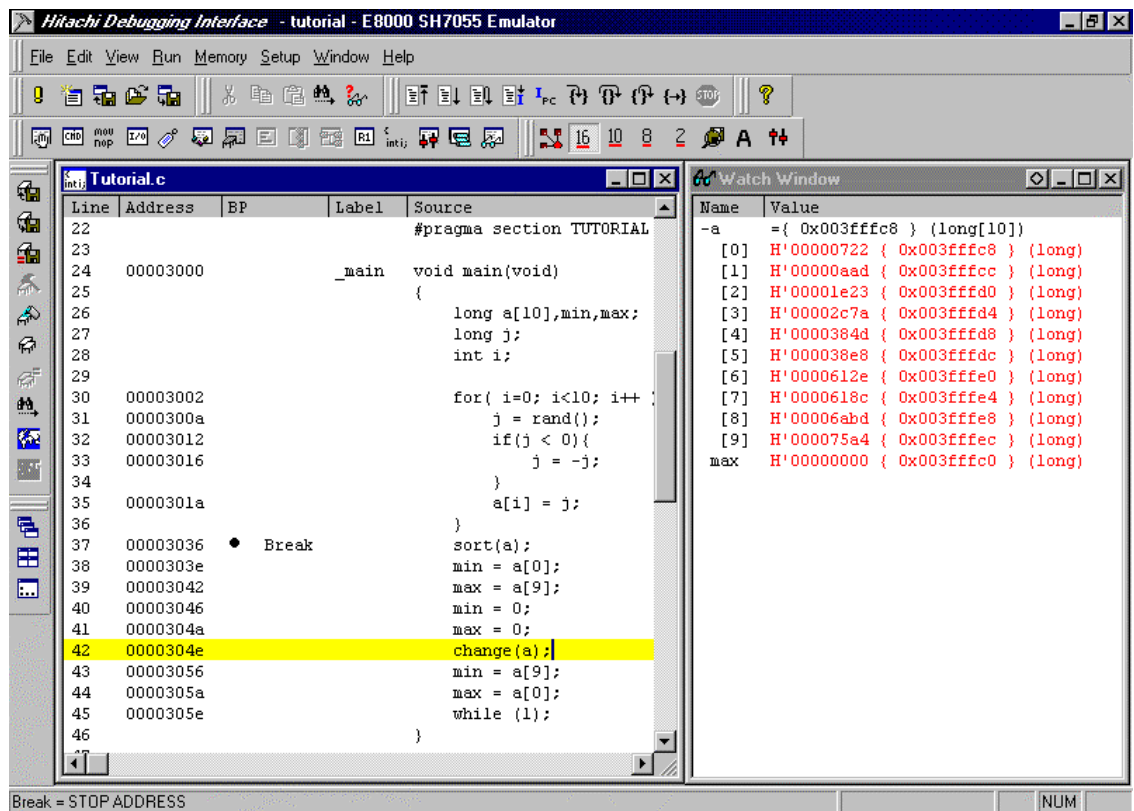 Hitachi Debugging Interface - tutorial - E8000 SH7055 Emulator
File Edit View Run Memory Setup Window Help
Tutorial.c
Line Address BP Label Source
22 #pragma section TUTORIAL
23
24 00003000 _main void main(void)
25 {
26 long a[10],min,max;
27 long j;
28 int i;
29
30 00003002 for( i=0; i<10; i++ )
31 0000300a j = rand();
32 00003012 if(j < 0){
33 00003016 j = -j;
34 }
35 0000301a a[i] = j;
36 }
37 00003036 ● Break sort(a);
38 0000303e min = a[0];
39 00003042 max = a[9];
40 00003046 min = 0;
41 0000304a max = 0;
42 0000304e change(a);
43 00003056 min = a[9];
44 0000305a max = a[0];
45 0000305e while (1);
46 }
Watch Window
Name Value
-a ={ 0x003fffc8 } (long[10])
[0] H'00000722 { 0x003fffc8 } (long)
[1] H'00000aad { 0x003fffcc } (long)
[2] H'00001e23 { 0x003fffd0 } (long)
[3] H'00002c7a { 0x003fffd4 } (long)
[4] H'0000384d { 0x003fffd8 } (long)
[5] H'000038e8 { 0x003fffdc } (long)
[6] H'0000612e { 0x003fffe0 } (long)
[7] H'0000618c { 0x003fffe4 } (long)
[8] H'00006abd { 0x003fffe8 } (long)
[9] H'000075a4 { 0x003fffec } (long)
max H'00000000 { 0x003fffc0 } (long)
Break = STOP ADDRESS
NUM